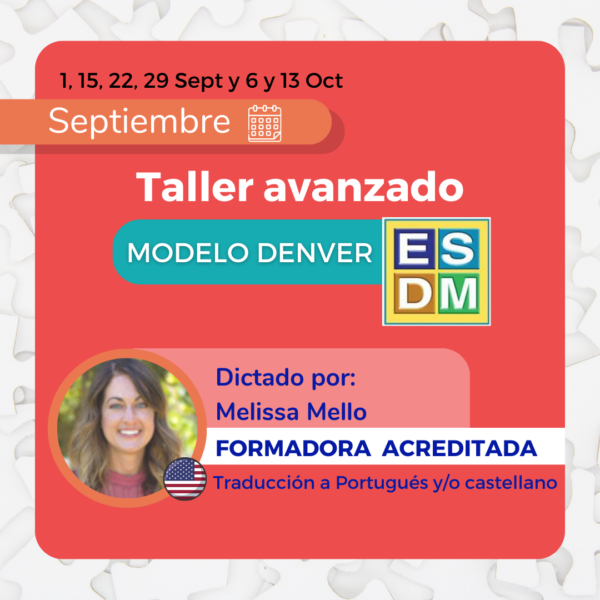 1, 15, 22, 29 Sept y 6 y 13 Oct
Septiembre
Taller avanzado
MODELO DENVER
ES
DM
Dictado por:
Melissa Mello
FORMADORA ACREDITADA
Traducción a Portugués y/o castellano